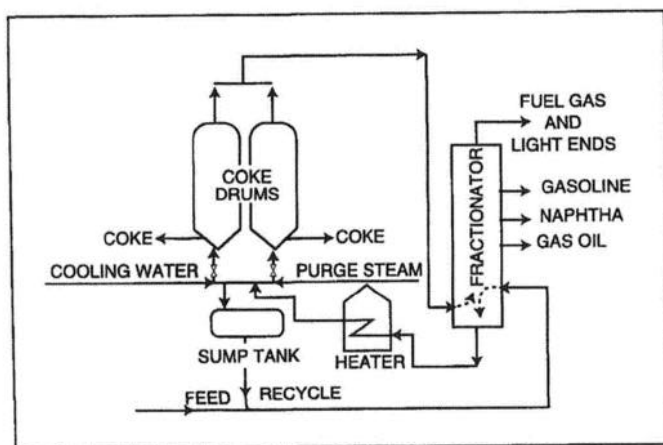 FUEL GAS
AND
LIGHT ENDS
FRACTIONATOR
GASOLINE
NAPHTHA
GAS OIL
COKE
DRUMS
COKE
COKE
COOLING WATER
PURGE STEAM
SUMP TANK
HEATER
FEED
RECYCLE